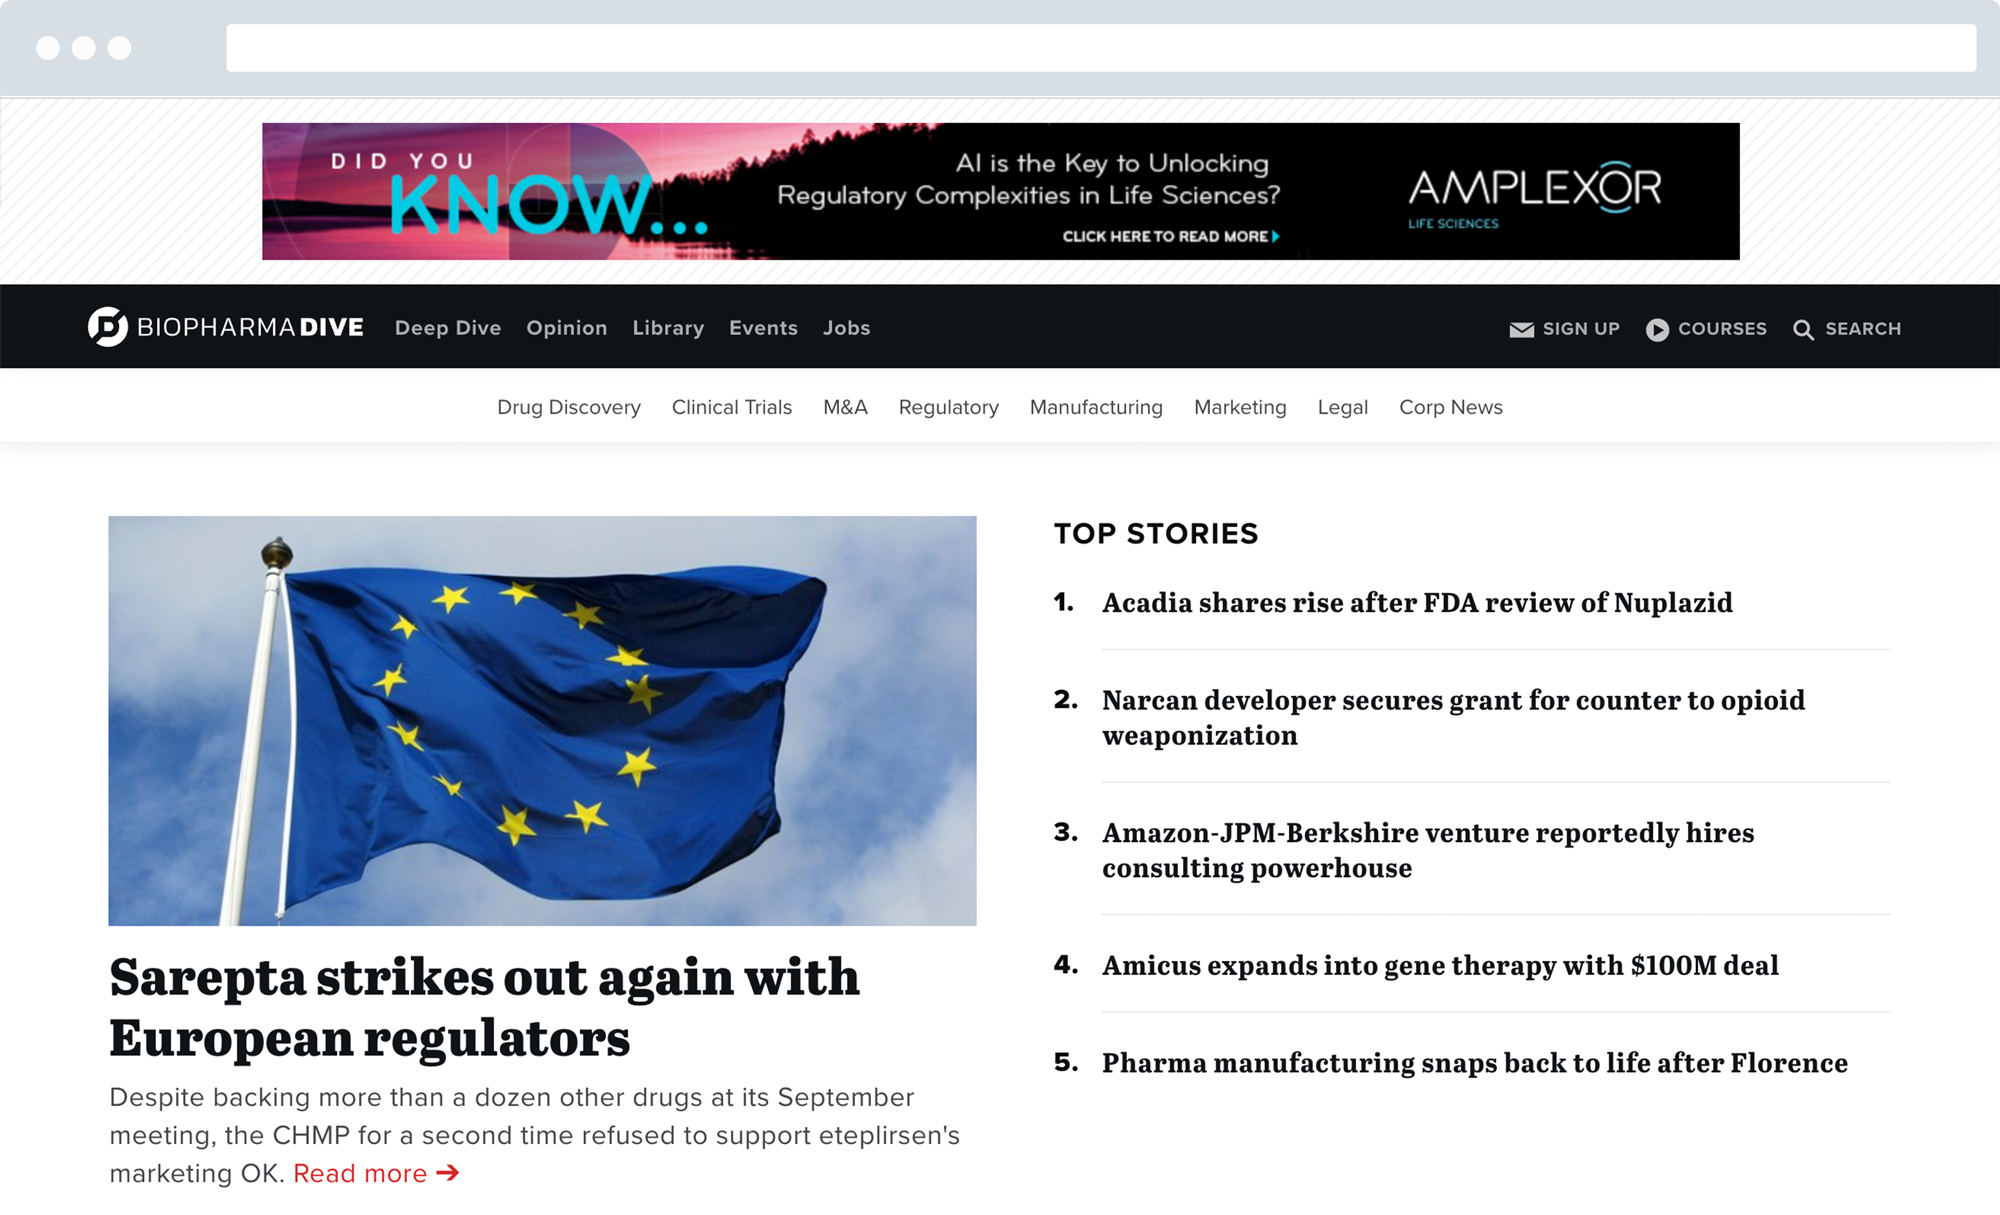 DID YOU
KNOW...
AI is the Key to Unlocking
Regulatory Complexities in Life Sciences?
CLICK HERE TO READ MORE
AMPLEXOR
LIFE SCIENCES
BIOPHARMADIVE Deep Dive Opinion Library Events Jobs SIGN UP COURSES SEARCH
Drug Discovery Clinical Trials M&A Regulatory Manufacturing Marketing Legal Corp News
Sarepta strikes out again with
European regulators
Despite backing more than a dozen other drugs at its September
meeting, the CHMP for a second time refused to support eteplirsen's
marketing OK. Read more →
TOP STORIES
1. Acadia shares rise after FDA review of Nuplazid
2. Narcan developer secures grant for counter to opioid
weaponization
3. Amazon-JPM-Berkshire venture reportedly hires
consulting powerhouse
4. Amicus expands into gene therapy with $100M deal
5. Pharma manufacturing snaps back to life after Florence